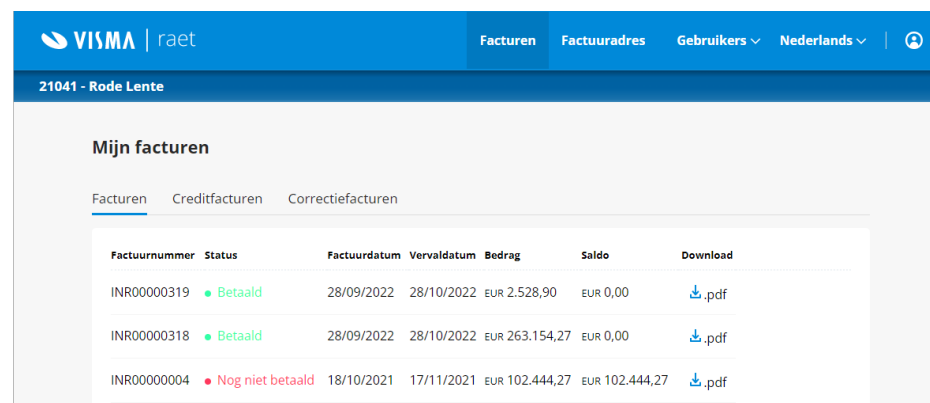 VISMA | raet Facturen Factuuradres Gebruikers Nederlands
21041 - Rode Lente
Mijn facturen
Facturen Creditfacturen Correctiefacturen
Factuurnummer Status Factuurdatum Vervaldatum Bedrag Saldo Download
INR00000319 Betaald 28/09/2022 28/10/2022 EUR 2.528,90 EUR 0,00 .pdf
INR00000318 Betaald 28/09/2022 28/10/2022 EUR 263.154,27 EUR 0,00 .pdf
INR00000004 Nog niet betaald 18/10/2021 17/11/2021 EUR 102.444,27 EUR 102.444,27 .pdf